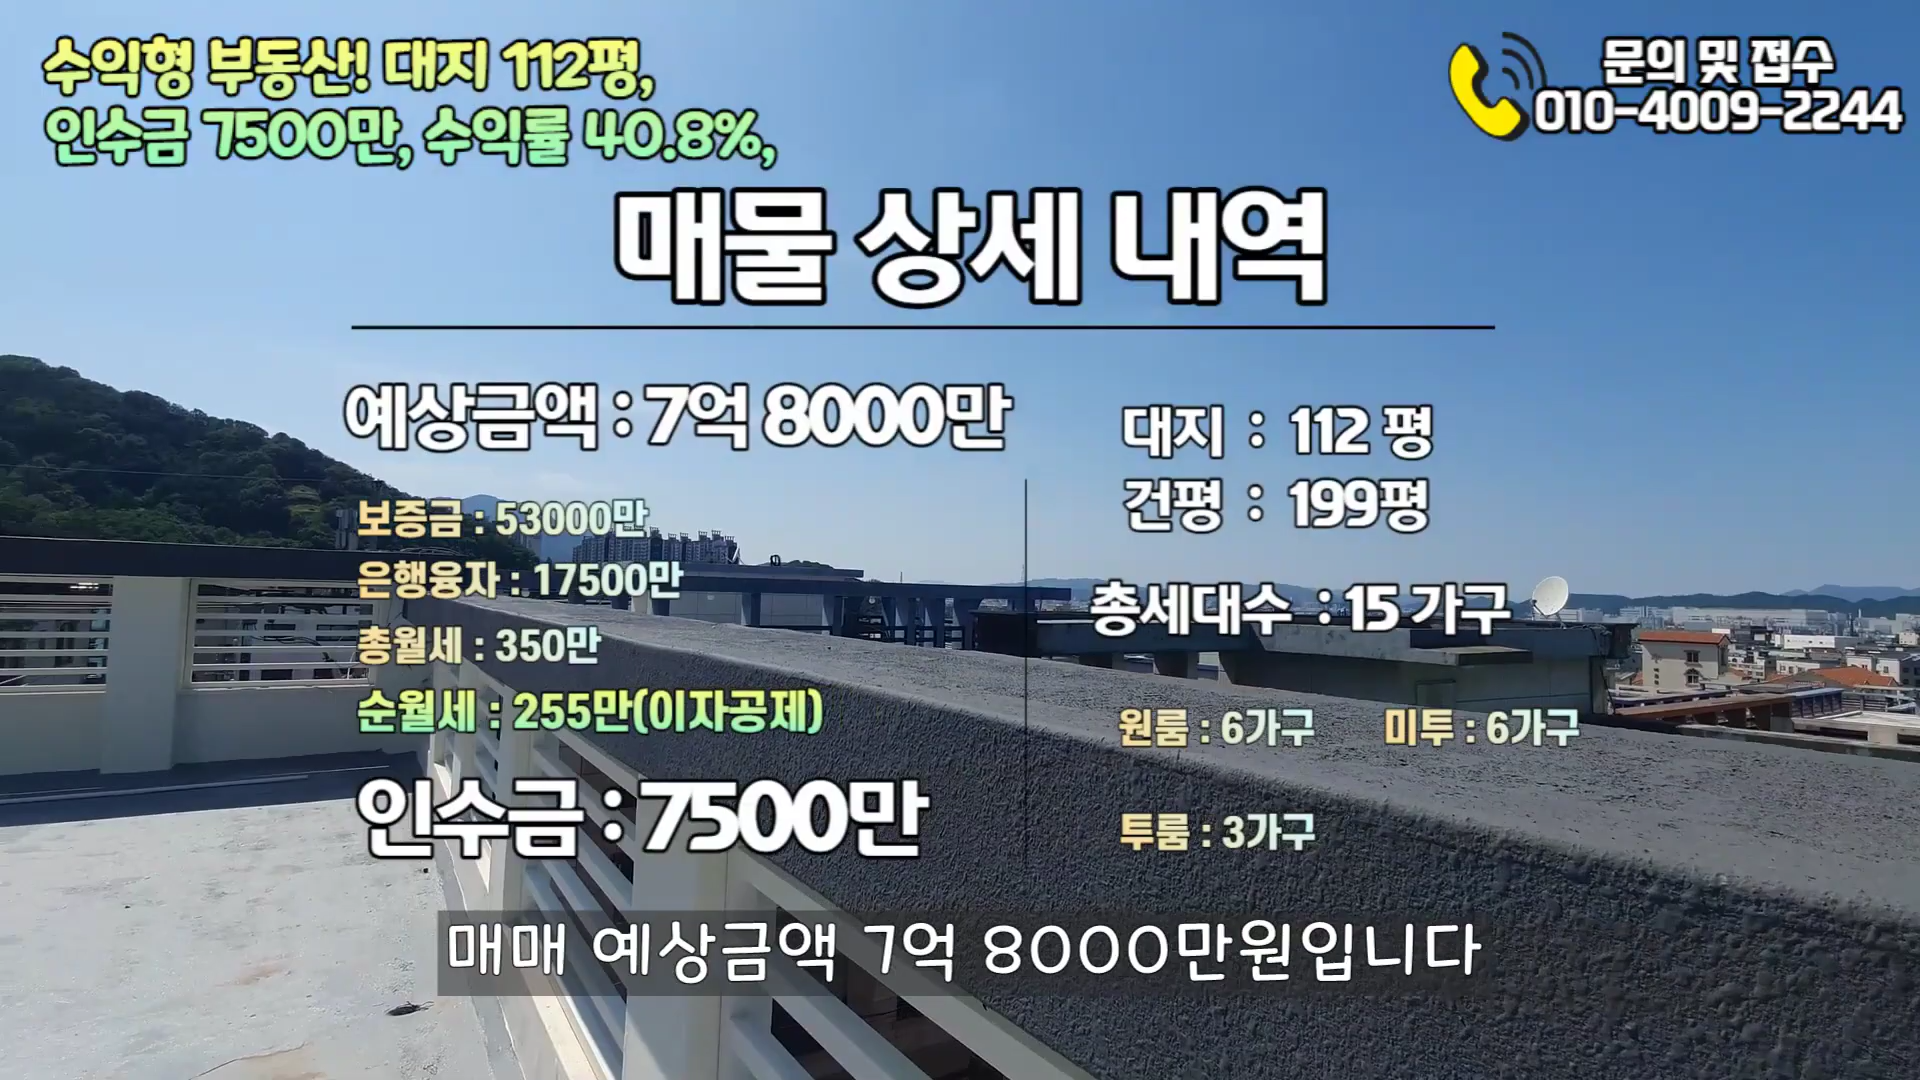 수익형 부동산! 대지 112평,
인수금 7500만, 수익률 40.8%,
문의 및 접수
010-4009-2244
매물 상세 내역
예상금액 : 7억 8000만
보증금 : 53000만
은행융자 : 17500만
총월세 : 350만
순월세 : 255만(이자공제)
인수금 : 7500만
대지 : 112 평
건평 : 199평
총세대수 : 15 가구
원룸 : 6가구 미투 : 6가구
투룸 : 3가구
매매 예상금액 7억 8000만원입니다